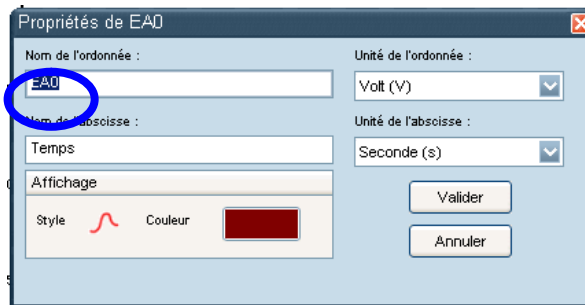 Propriétés de EA0
Nom de l'ordonnée :
Unité de l'ordonnée :
EA0
Volt (V)
Nom de l'abscisse :
Unité de l'abscisse :
Temps
Seconde (s)
Affichage
Style
Couleur
Valider
Annuler